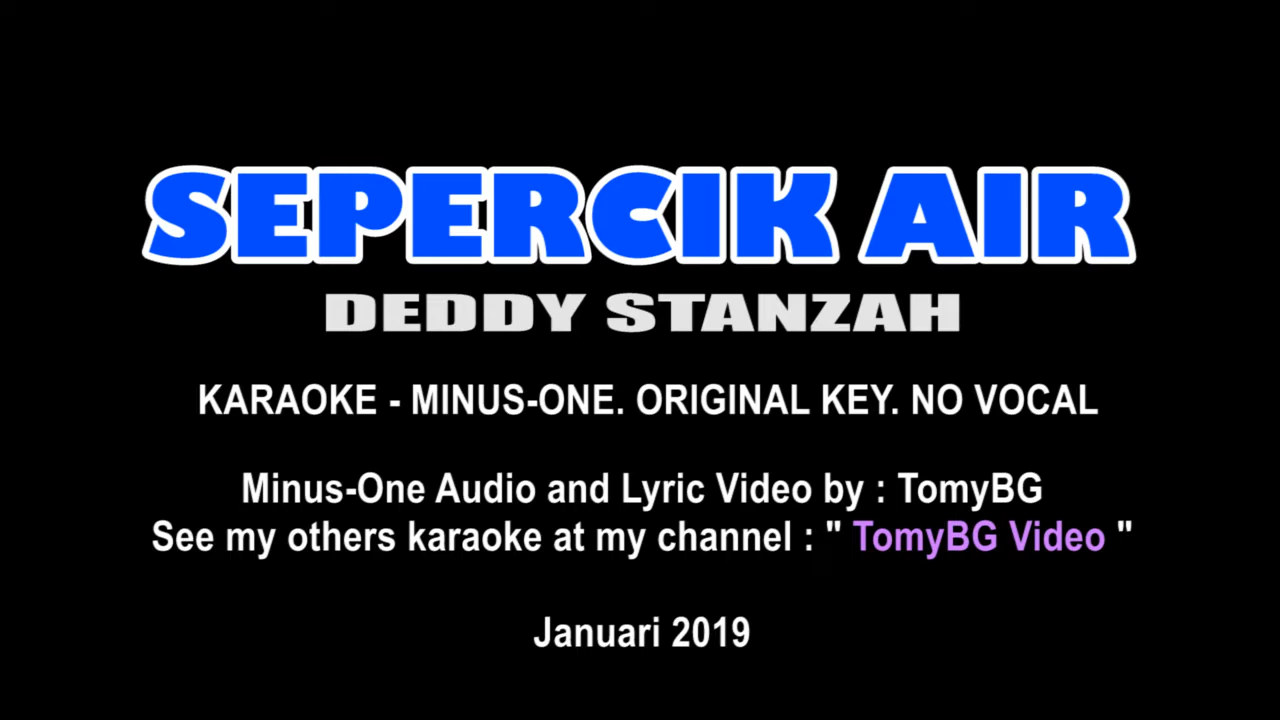 SEPERCIK AIR
DEDDY STANZAH
KARAOKE - MINUS-ONE. ORIGINAL KEY. NO VOCAL
Minus-One Audio and Lyric Video by : TomyBG
See my others karaoke at my channel : " TomyBG Video "
Januari 2019